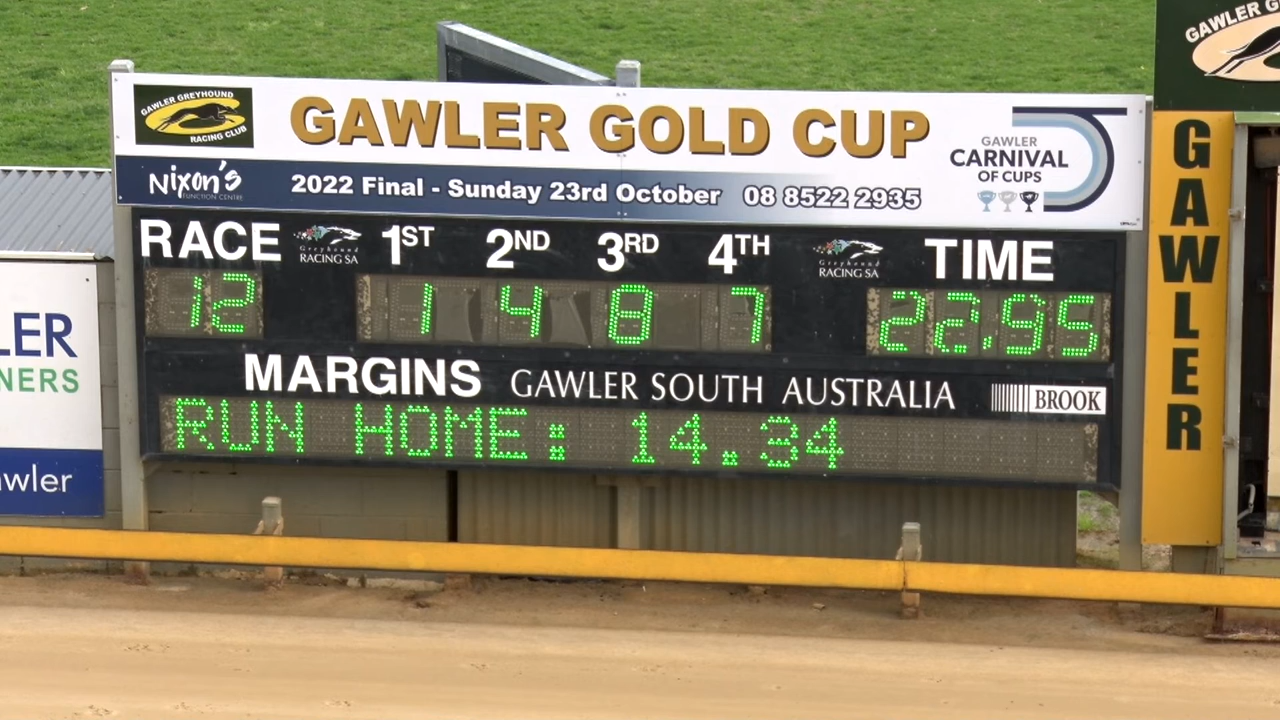 GAWLER GREYHOUND
RACING CLUB
GAWLER GOLD CUP
GAWLER
CARNIVAL
OF CUPS
Nixon's
FUNCTION CENTRE
2022 Final - Sunday 23rd October 08 8522 2935
RACE Greyhound RACING SA 1ST 2ND 3RD 4TH Greyhound RACING SA TIME
12 1 4 8 7 22.95
MARGINS GAWLER SOUTH AUSTRALIA BROOK
RUN HOME: 14.34
LER
NERS
awler
GAWLER G
GAWLER